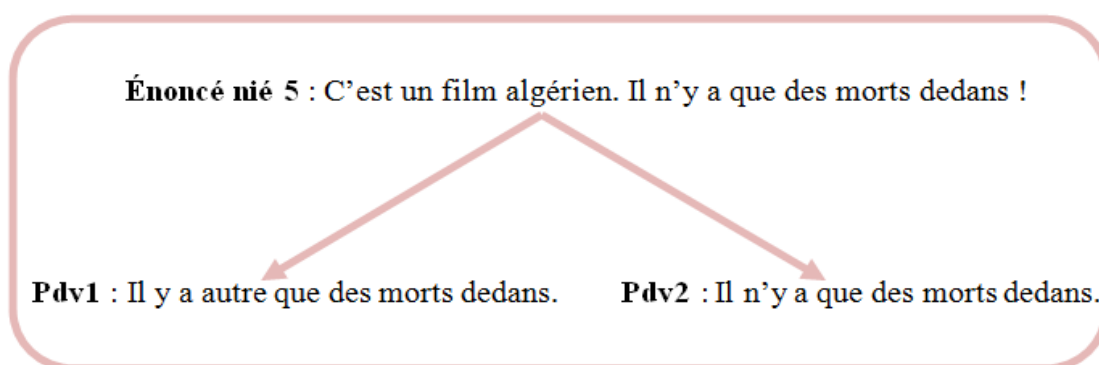 Énoncé nié 5 : C’est un film algérien. Il n’y a que des morts dedans !
Pdv1 : Il y a autre que des morts dedans.
Pdv2 : Il n’y a que des morts dedans.